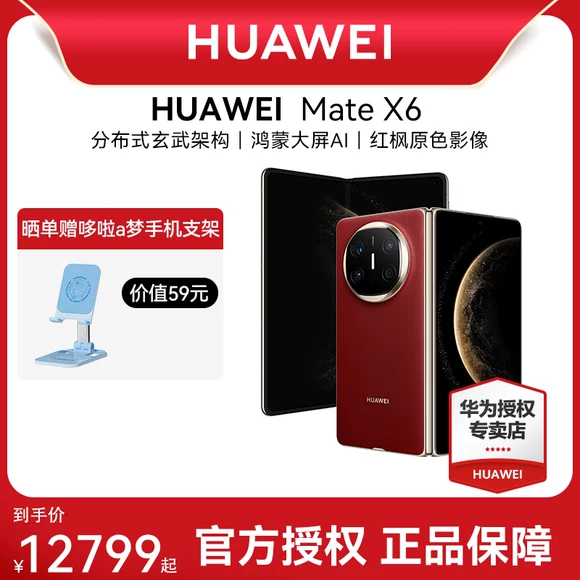 HUAWEI
HUAWEI Mate X6
分布式玄武架构｜鸿蒙大屏AI｜红枫原色影像
晒单赠哆啦a梦手机支架
价值59元
HUAWEI
华为授权
专卖店
HUAWEI
到手价
¥12799起
官方授权 正品保障